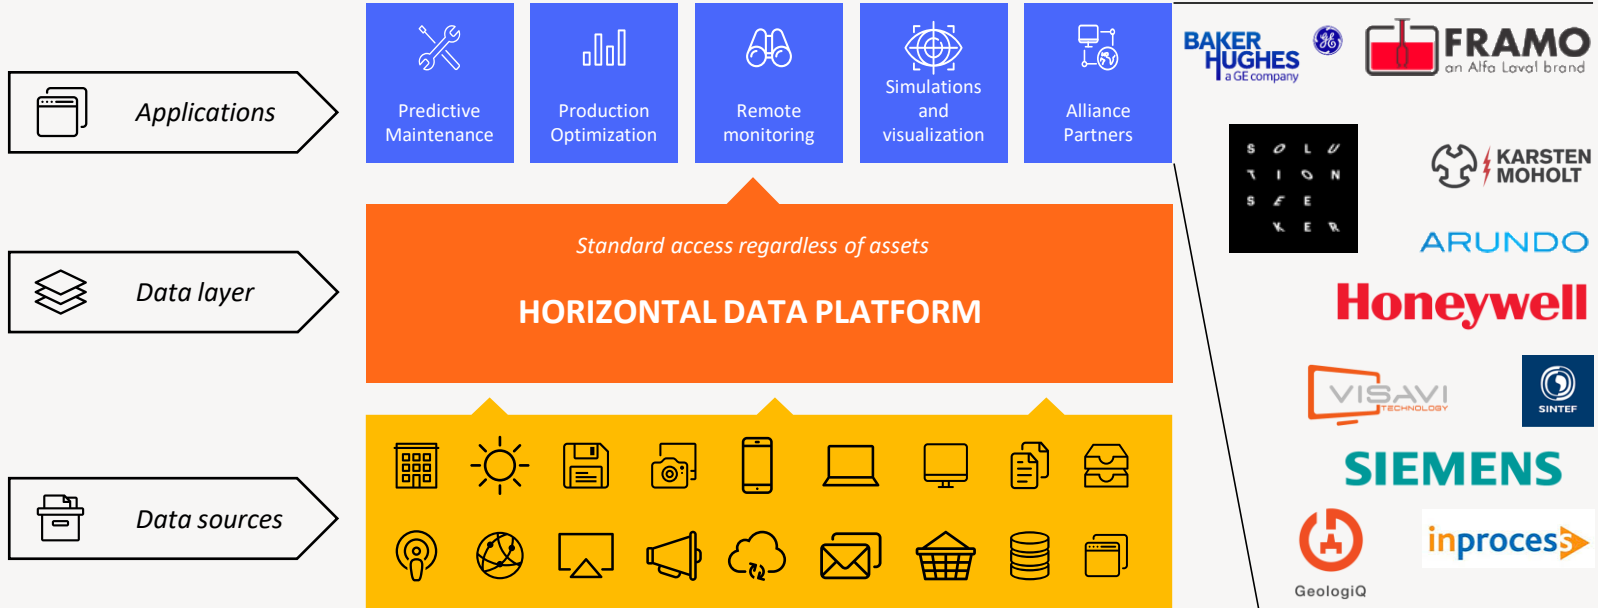 Applications
Predictive
Maintenance
Production
Optimization
Remote
monitoring
Simulations
and
visualization
Alliance
Partners
Data layer
Standard access regardless of assets
HORIZONTAL DATA PLATFORM
Data sources
BAKER
HUGHES
a GE company
GE
FRAMO
an Alfa Laval brand
S O L U
T I O N
S E E
K E R
KARSTEN
MOHOLT
ARUNDO
Honeywell
VISAVI
TECHNOLOGY
SINTEF
SIEMENS
GeologiQ
inprocess